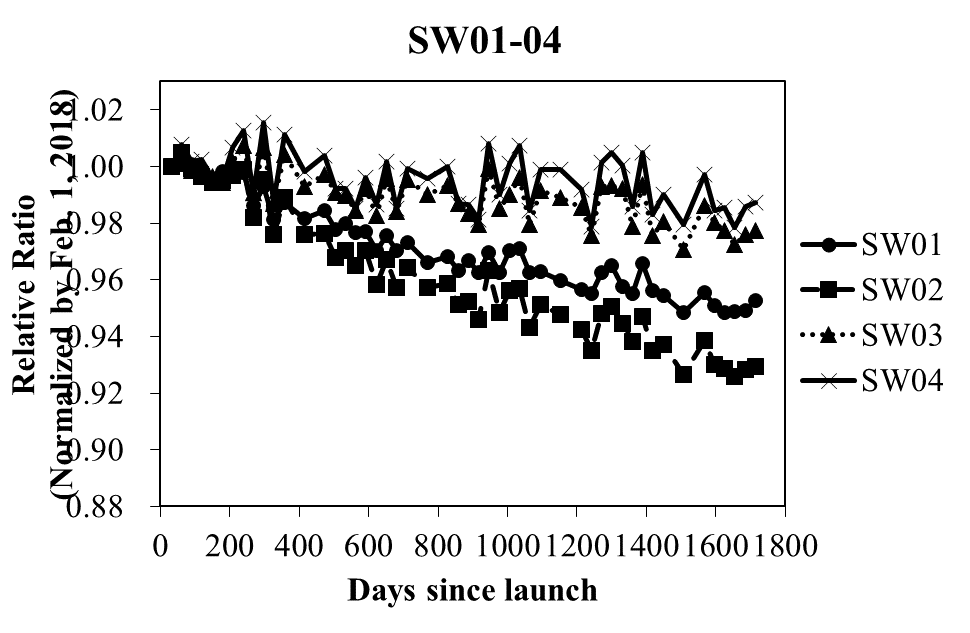 SW01-04
Relative Ratio
(Normalized by Feb. 1, 2018)
1.02
1.00
0.98
0.96
0.94
0.92
0.90
0.88
0 200 400 600 800 1000 1200 1400 1600 1800
Days since launch
SW01
SW02
SW03
SW04